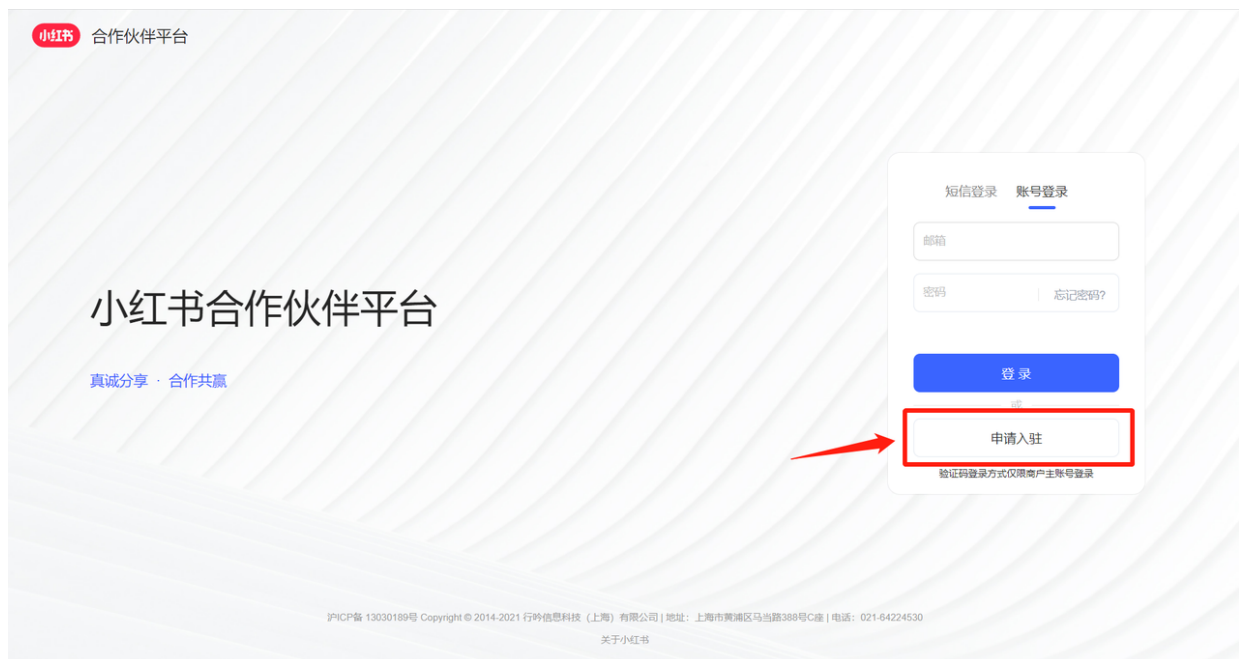 小红书 合作伙伴平台
短信登录 账号登录
邮箱
密码 忘记密码?
小红书合作伙伴平台
真诚分享 · 合作共赢
登 录
或
申请入驻
验证码登录方式仅限商户主账号登录
沪ICP备 13030189号 Copyright © 2014-2021 行吟信息科技（上海）有限公司 | 地址：上海市黄浦区马当路388号C座 | 电话：021-64224530
关于小红书